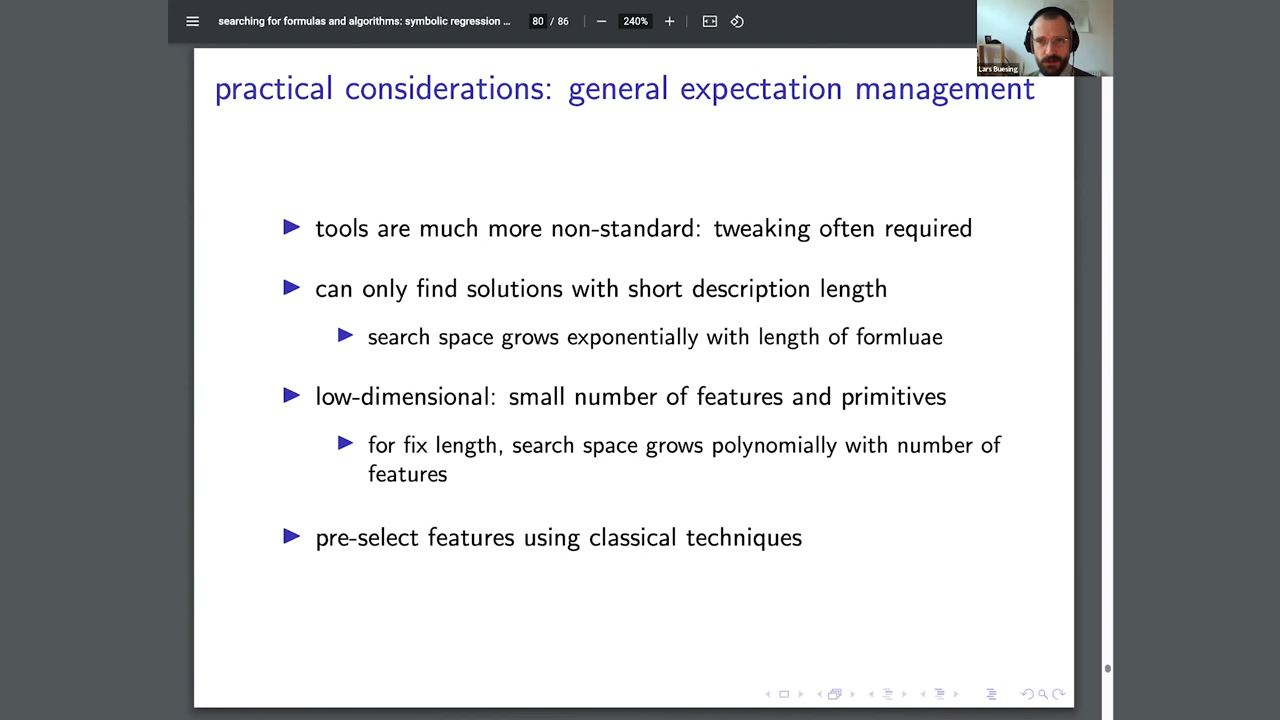 searching for formulas and algorithms: symbolic regression ...
80 / 86
240%
Lars Buesing
practical considerations: general expectation management
tools are much more non-standard: tweaking often required
can only find solutions with short description length
search space grows exponentially with length of formluae
low-dimensional: small number of features and primitives
for fix length, search space grows polynomially with number of
features
pre-select features using classical techniques